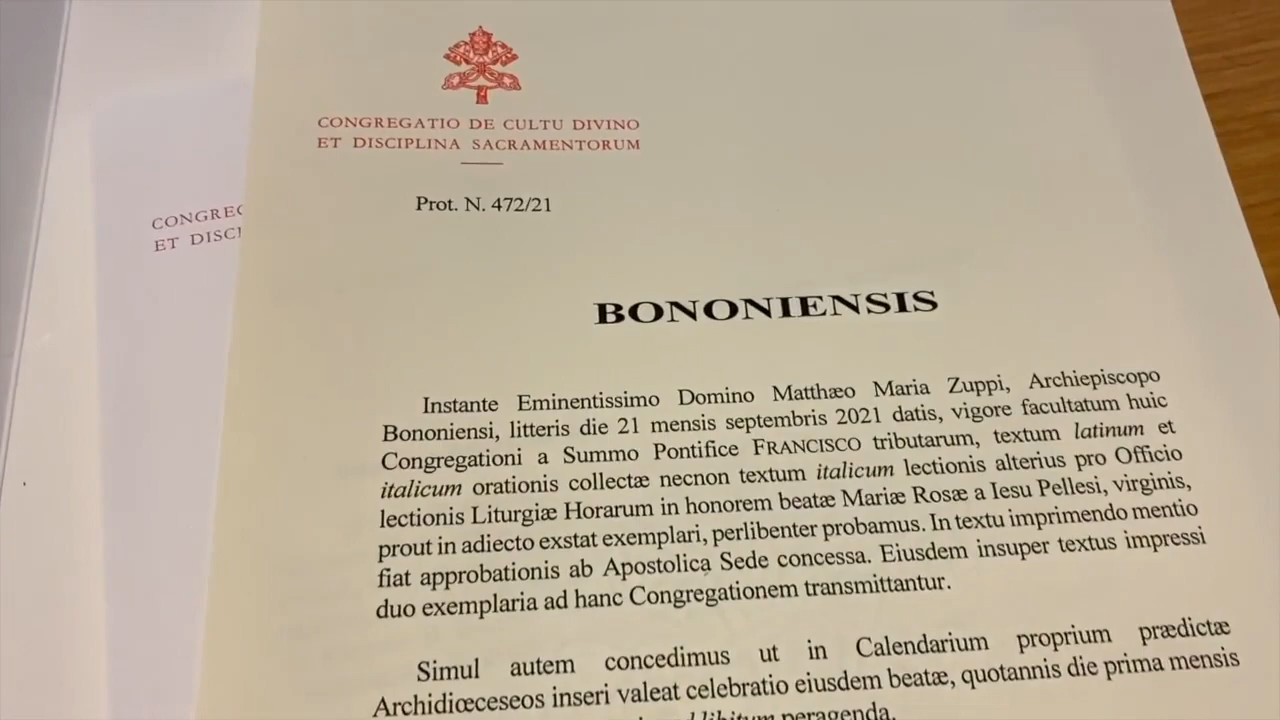 CONGREGATIO DE CULTU DIVINO
ET DISCIPLINA SACRAMENTORUM
Prot. N. 472/21
CONGREG
ET DISCI
BONONIENSIS
Instante Eminentissimo Domino Matthæo Maria Zuppi, Archiepiscopo
Bononiensi, litteris die 21 mensis septembris 2021 datis, vigore facultatum huic
Congregationi a Summo Pontifice FRANCISCO tributarum, textum latinum et
italicum orationis collectæ necnon textum italicum lectionis alterius pro Officio
lectionis Liturgiæ Horarum in honorem beatæ Mariæ Rosæ a Iesu Pellesi, virginis,
prout in adiecto exstat exemplari, perlibenter probamus. In textu imprimendo mentio
fiat approbationis ab Apostolica Sede concessa. Eiusdem insuper textus impressi
duo exemplaria ad hanc Congregationem transmittantur.
Simul autem concedimus ut in Calendarium proprium prædictæ
Archidiœceseos inseri valeat celebratio eiusdem beatæ, quotannis die prima mensis
libitum peragenda.